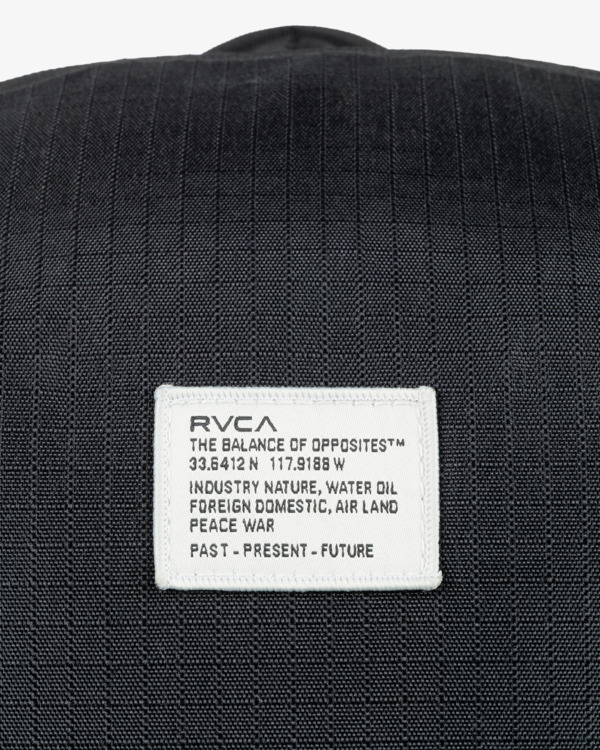 RVCA
THE BALANCE OF OPPOSITES™
33.6412 N 117.9188 W
INDUSTRY NATURE, WATER OIL
FOREIGN DOMESTIC, AIR LAND
PEACE WAR
PAST - PRESENT - FUTURE